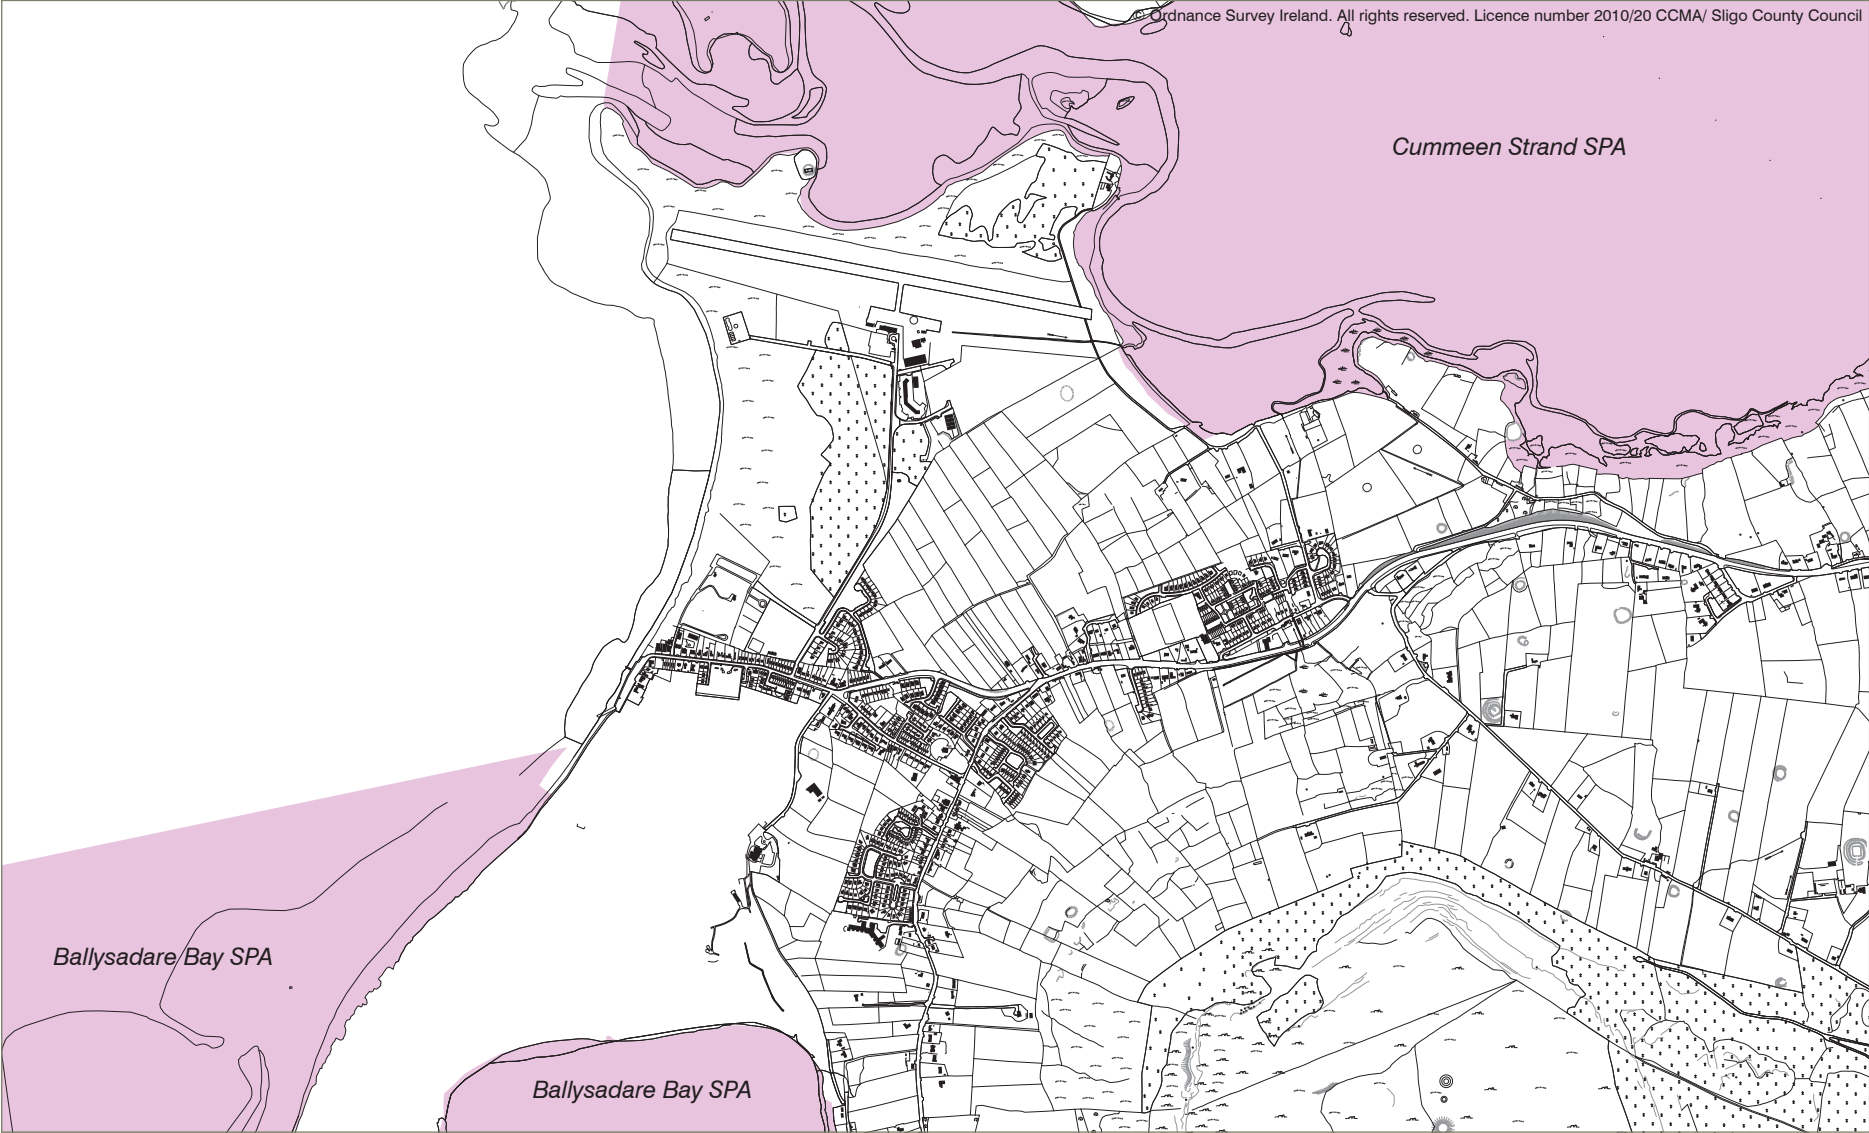 © Ordnance Survey Ireland. All rights reserved. Licence number 2010/20 CCMA/ Sligo County Council
Cummeen Strand SPA
Ballysadare Bay SPA
Ballysadare Bay SPA